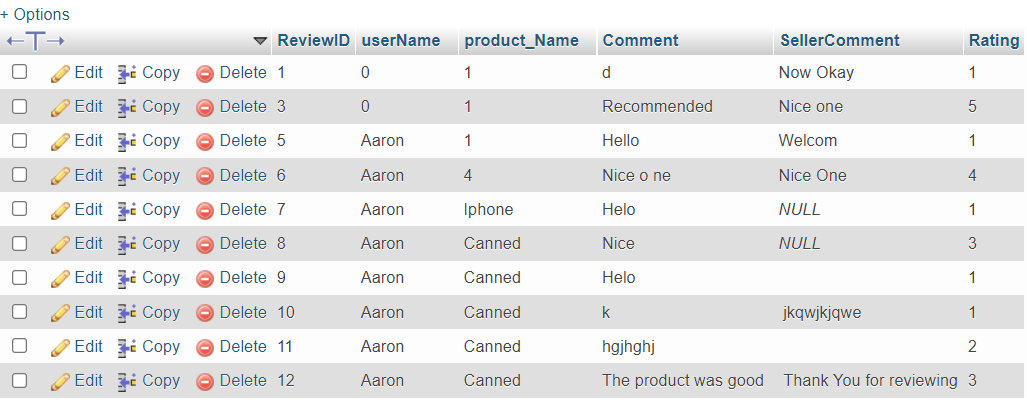 + Options
←T→ ReviewID userName product_Name Comment SellerComment Rating
Edit Copy Delete 1 0 1 d Now Okay 1
Edit Copy Delete 3 0 1 Recommended Nice one 5
Edit Copy Delete 5 Aaron 1 Hello Welcom 1
Edit Copy Delete 6 Aaron 4 Nice o ne Nice One 4
Edit Copy Delete 7 Aaron Iphone Helo NULL 1
Edit Copy Delete 8 Aaron Canned Nice NULL 3
Edit Copy Delete 9 Aaron Canned Helo 1
Edit Copy Delete 10 Aaron Canned k jkqwjkjqwe 1
Edit Copy Delete 11 Aaron Canned hgjhghj 2
Edit Copy Delete 12 Aaron Canned The product was good Thank You for reviewing 3